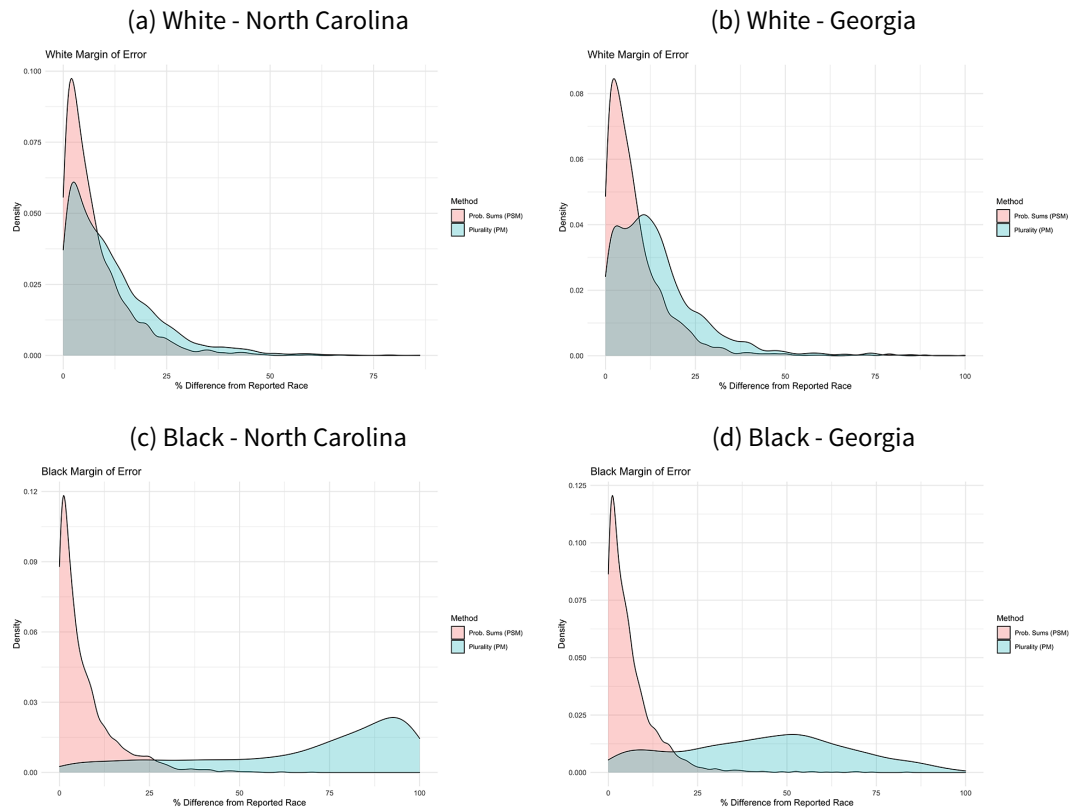 (a) White - North Carolina
White Margin of Error
0.100
0.075
0.050
0.025
0.000
Density
0
25
50
75
% Difference from Reported Race
Method
Prob. Sums (PSM)
Plurality (PM)
(b) White - Georgia
White Margin of Error
0.08
0.06
0.04
0.02
0.00
Density
0
25
50
75
100
% Difference from Reported Race
Method
Prob. Sums (PSM)
Plurality (PM)
(c) Black - North Carolina
Black Margin of Error
0.12
0.09
0.06
0.03
0.00
Density
0
25
50
75
100
% Difference from Reported Race
Method
Prob. Sums (PSM)
Plurality (PM)
(d) Black - Georgia
Black Margin of Error
0.125
0.100
0.075
0.050
0.025
0.000
Density
0
25
50
75
100
% Difference from Reported Race
Method
Prob. Sums (PSM)
Plurality (PM)